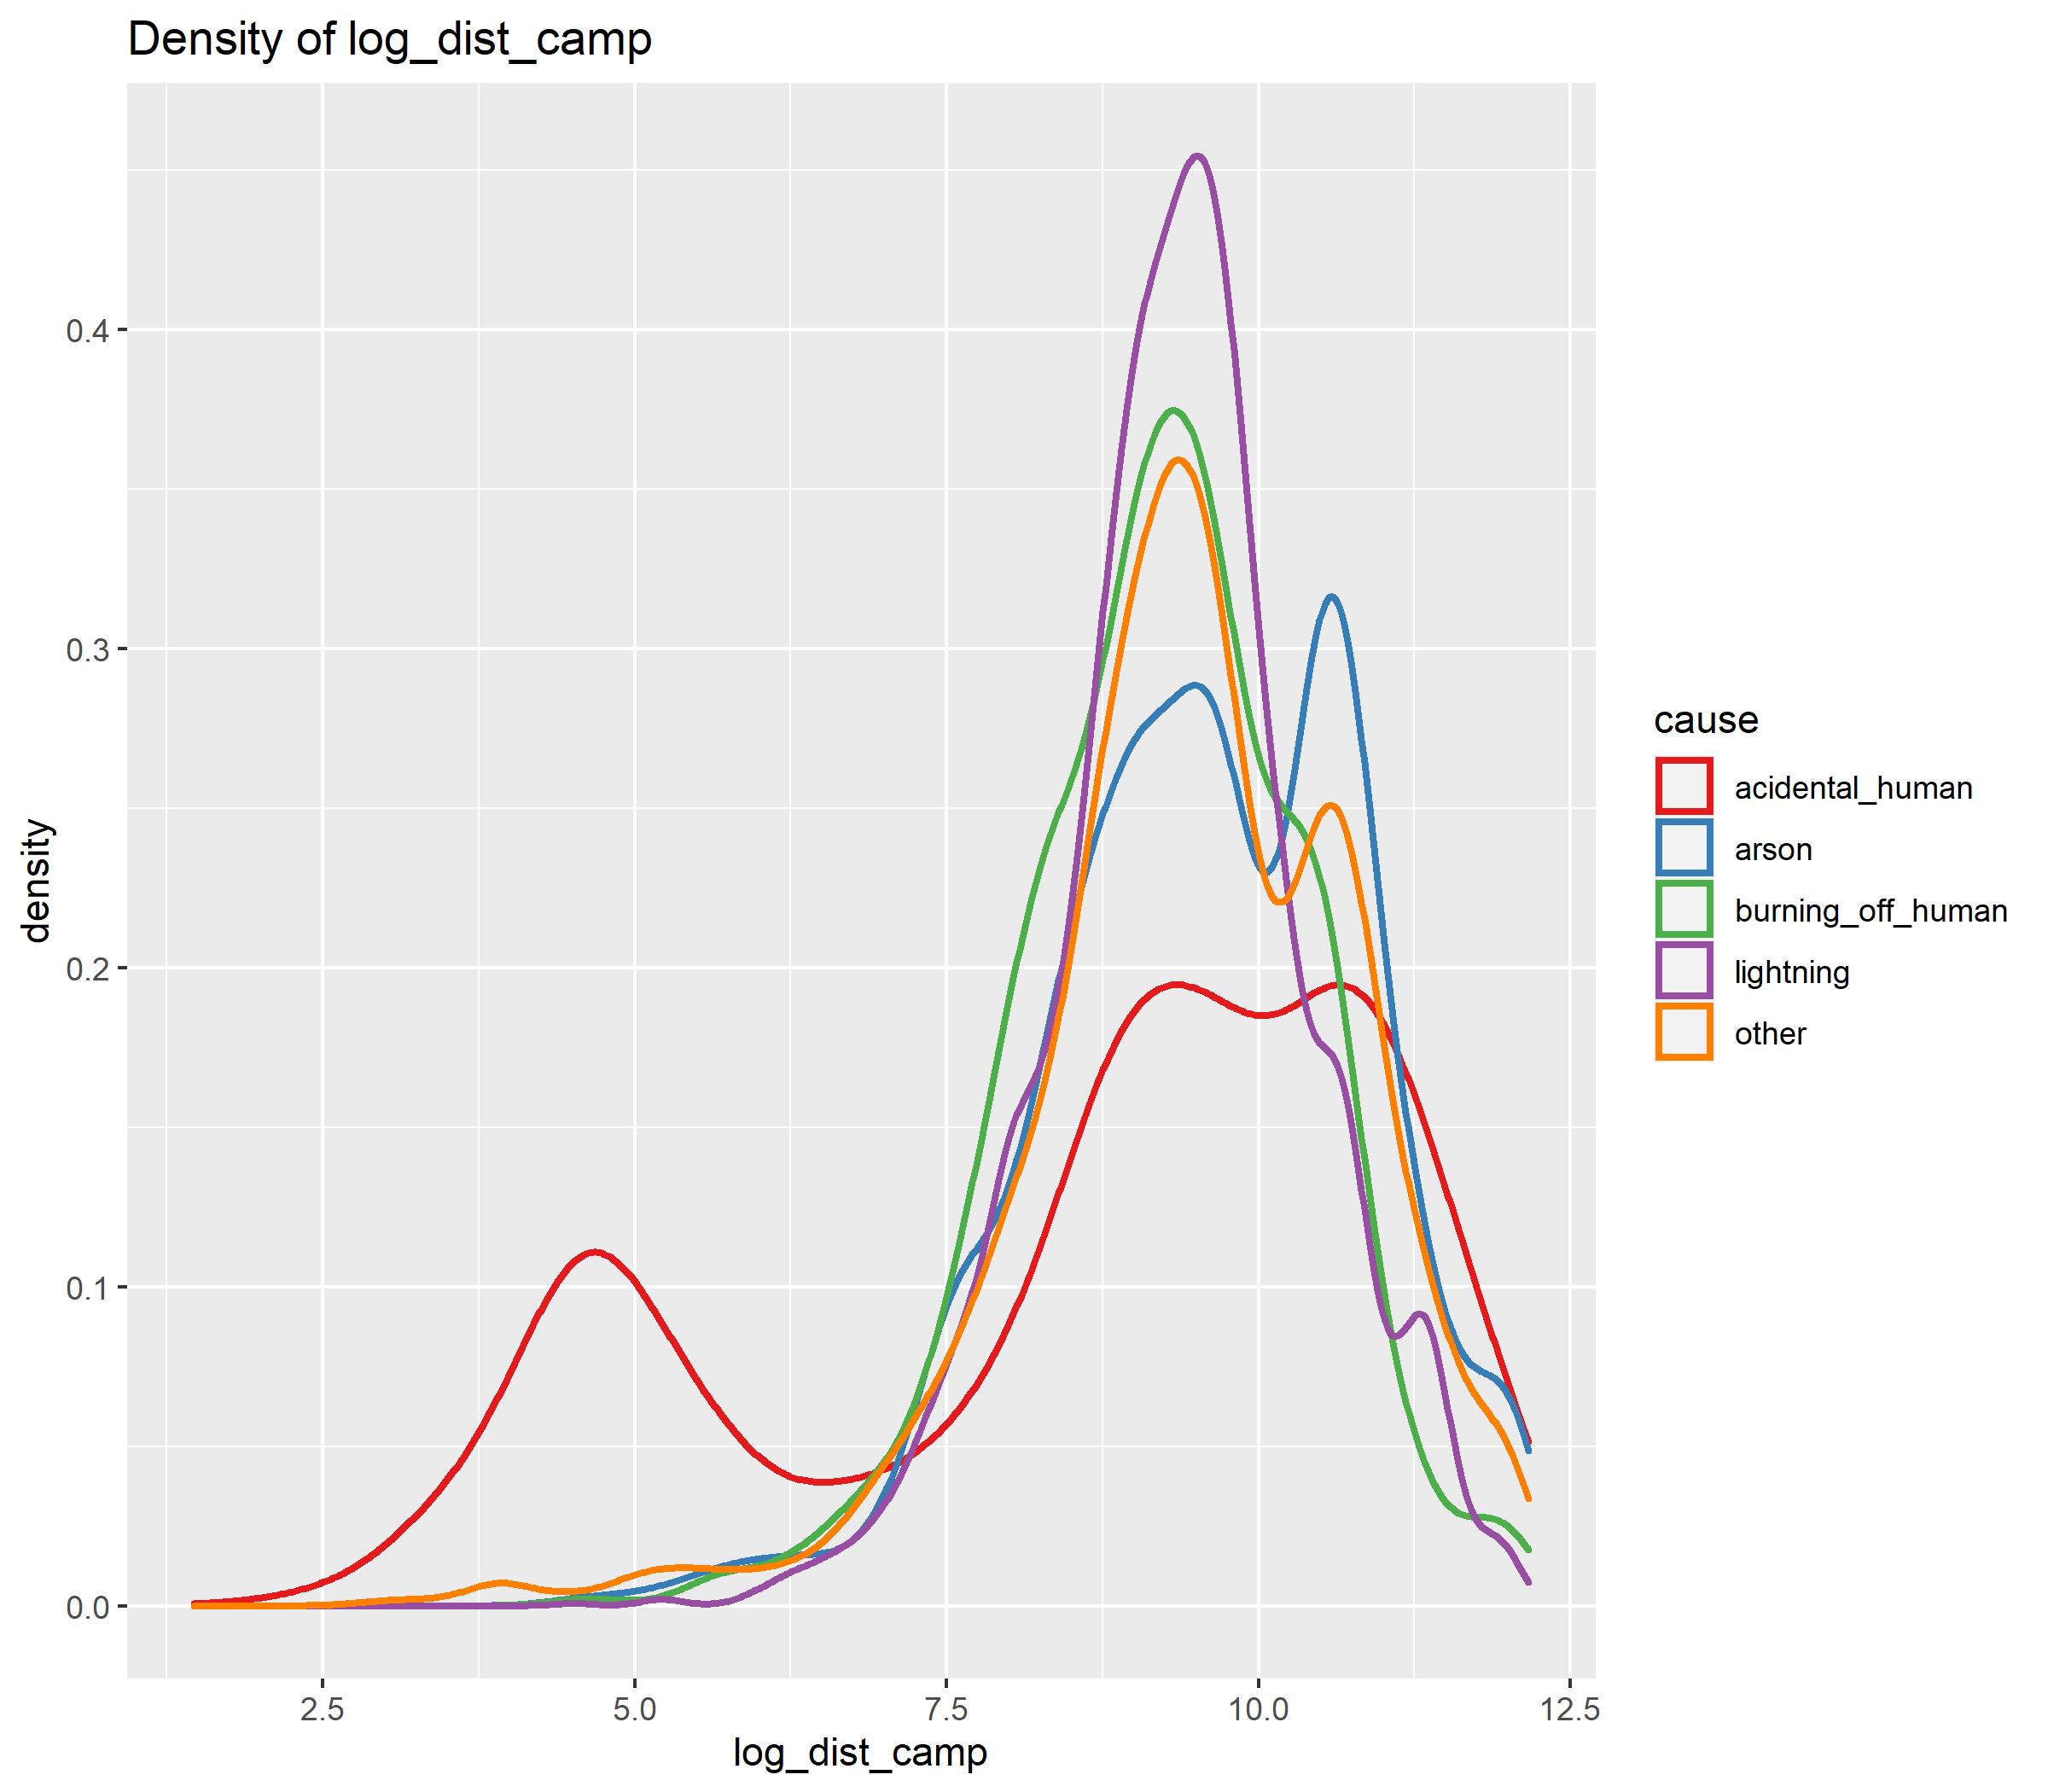 Density of log_dist_camp
0.4
0.3
0.2
0.1
0.0
density
2.5 5.0 7.5 10.0 12.5
log_dist_camp
cause
acidental_human
arson
burning_off_human
lightning
other